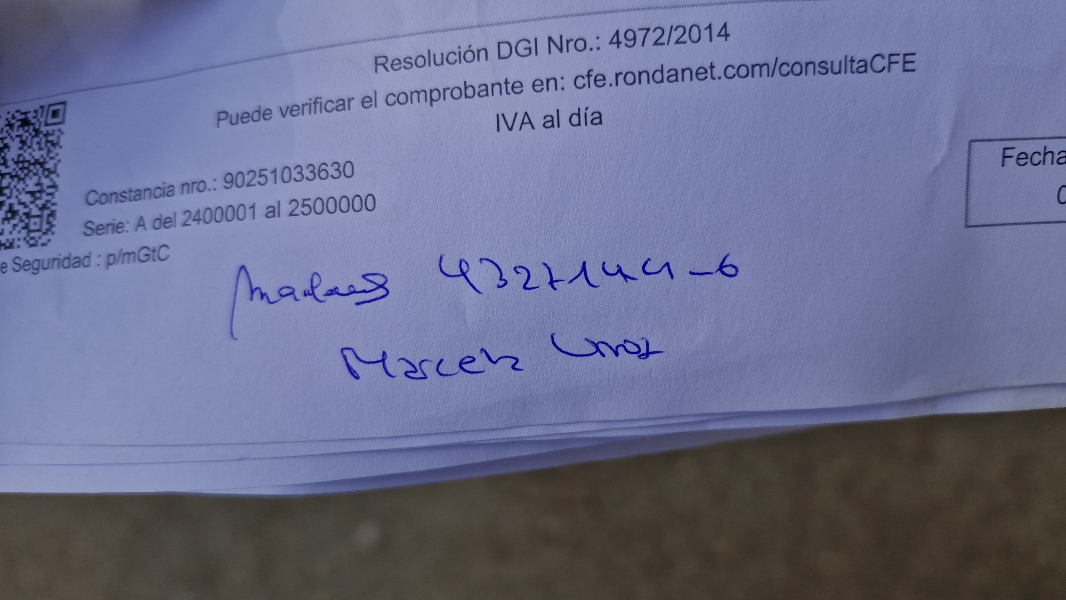 Resolución DGI Nro.: 4972/2014
Puede verificar el comprobante en: cfe.rondanet.com/consultaCFE
IVA al día
Fecha
Constancia nro.: 90251033630
Serie: A del 2400001 al 2500000
e Seguridad : p/mGtC
4327144-6
Marcela